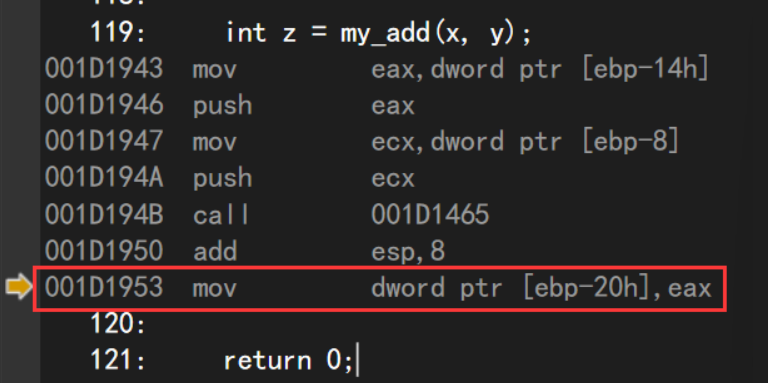 119: int z = my_add(x, y);
001D1943 mov eax,dword ptr [ebp-14h]
001D1946 push eax
001D1947 mov ecx,dword ptr [ebp-8]
001D194A push ecx
001D194B call 001D1465
001D1950 add esp,8
001D1953 mov dword ptr [ebp-20h],eax
120:
121: return 0;